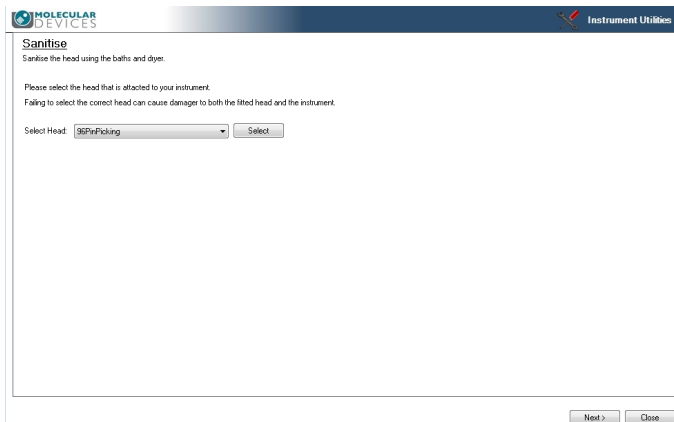 MOLECULAR
DEVICES
Instrument Utilities
Sanitise
Sanitise the head using the baths and dryer.
Please select the head that is attacted to your instrument.
Failing to select the correct head can cause damager to both the fitted head and the instrument.
Select Head: 96PinPicking Select
Next > Close